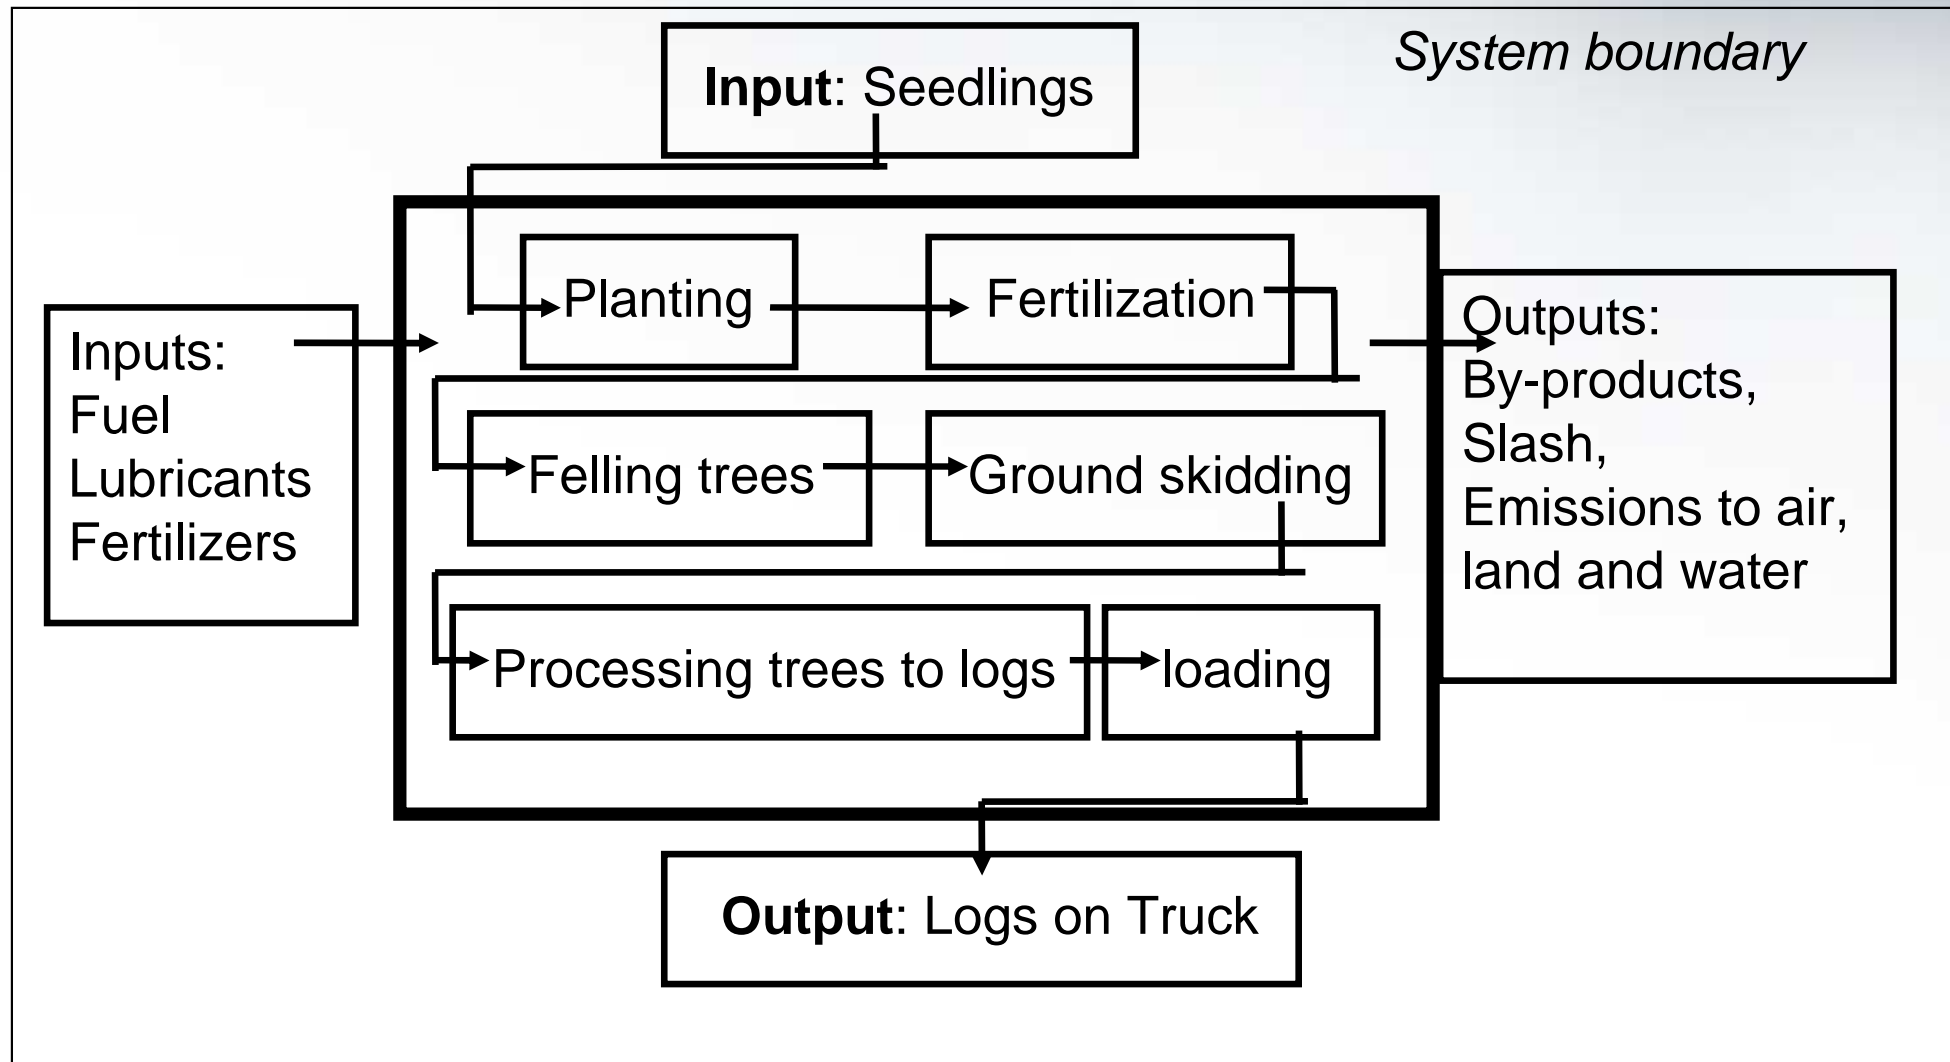 System boundary
Input: Seedlings
Planting
Fertilization
Inputs:
Fuel
Lubricants
Fertilizers
Felling trees
Ground skidding
Processing trees to logs
loading
Outputs:
By-products,
Slash,
Emissions to air,
land and water
Output: Logs on Truck